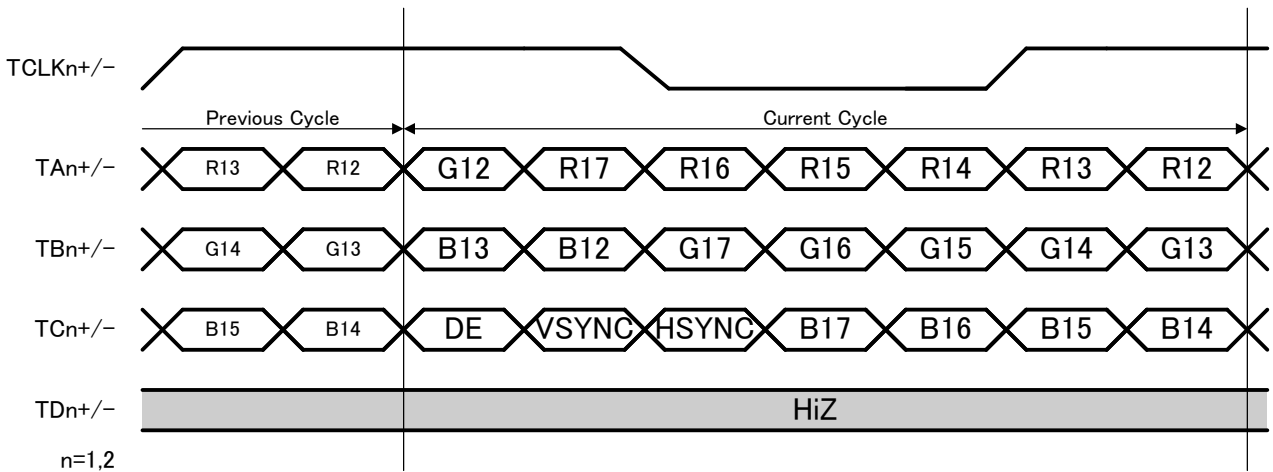 TCLKn+/-
Previous Cycle Current Cycle
TAn+/- R13 R12 G12 R17 R16 R15 R14 R13 R12
TBn+/- G14 G13 B13 B12 G17 G16 G15 G14 G13
TCn+/- B15 B14 DE VSYNC HSYNC B17 B16 B15 B14
TDn+/- HiZ
n=1,2